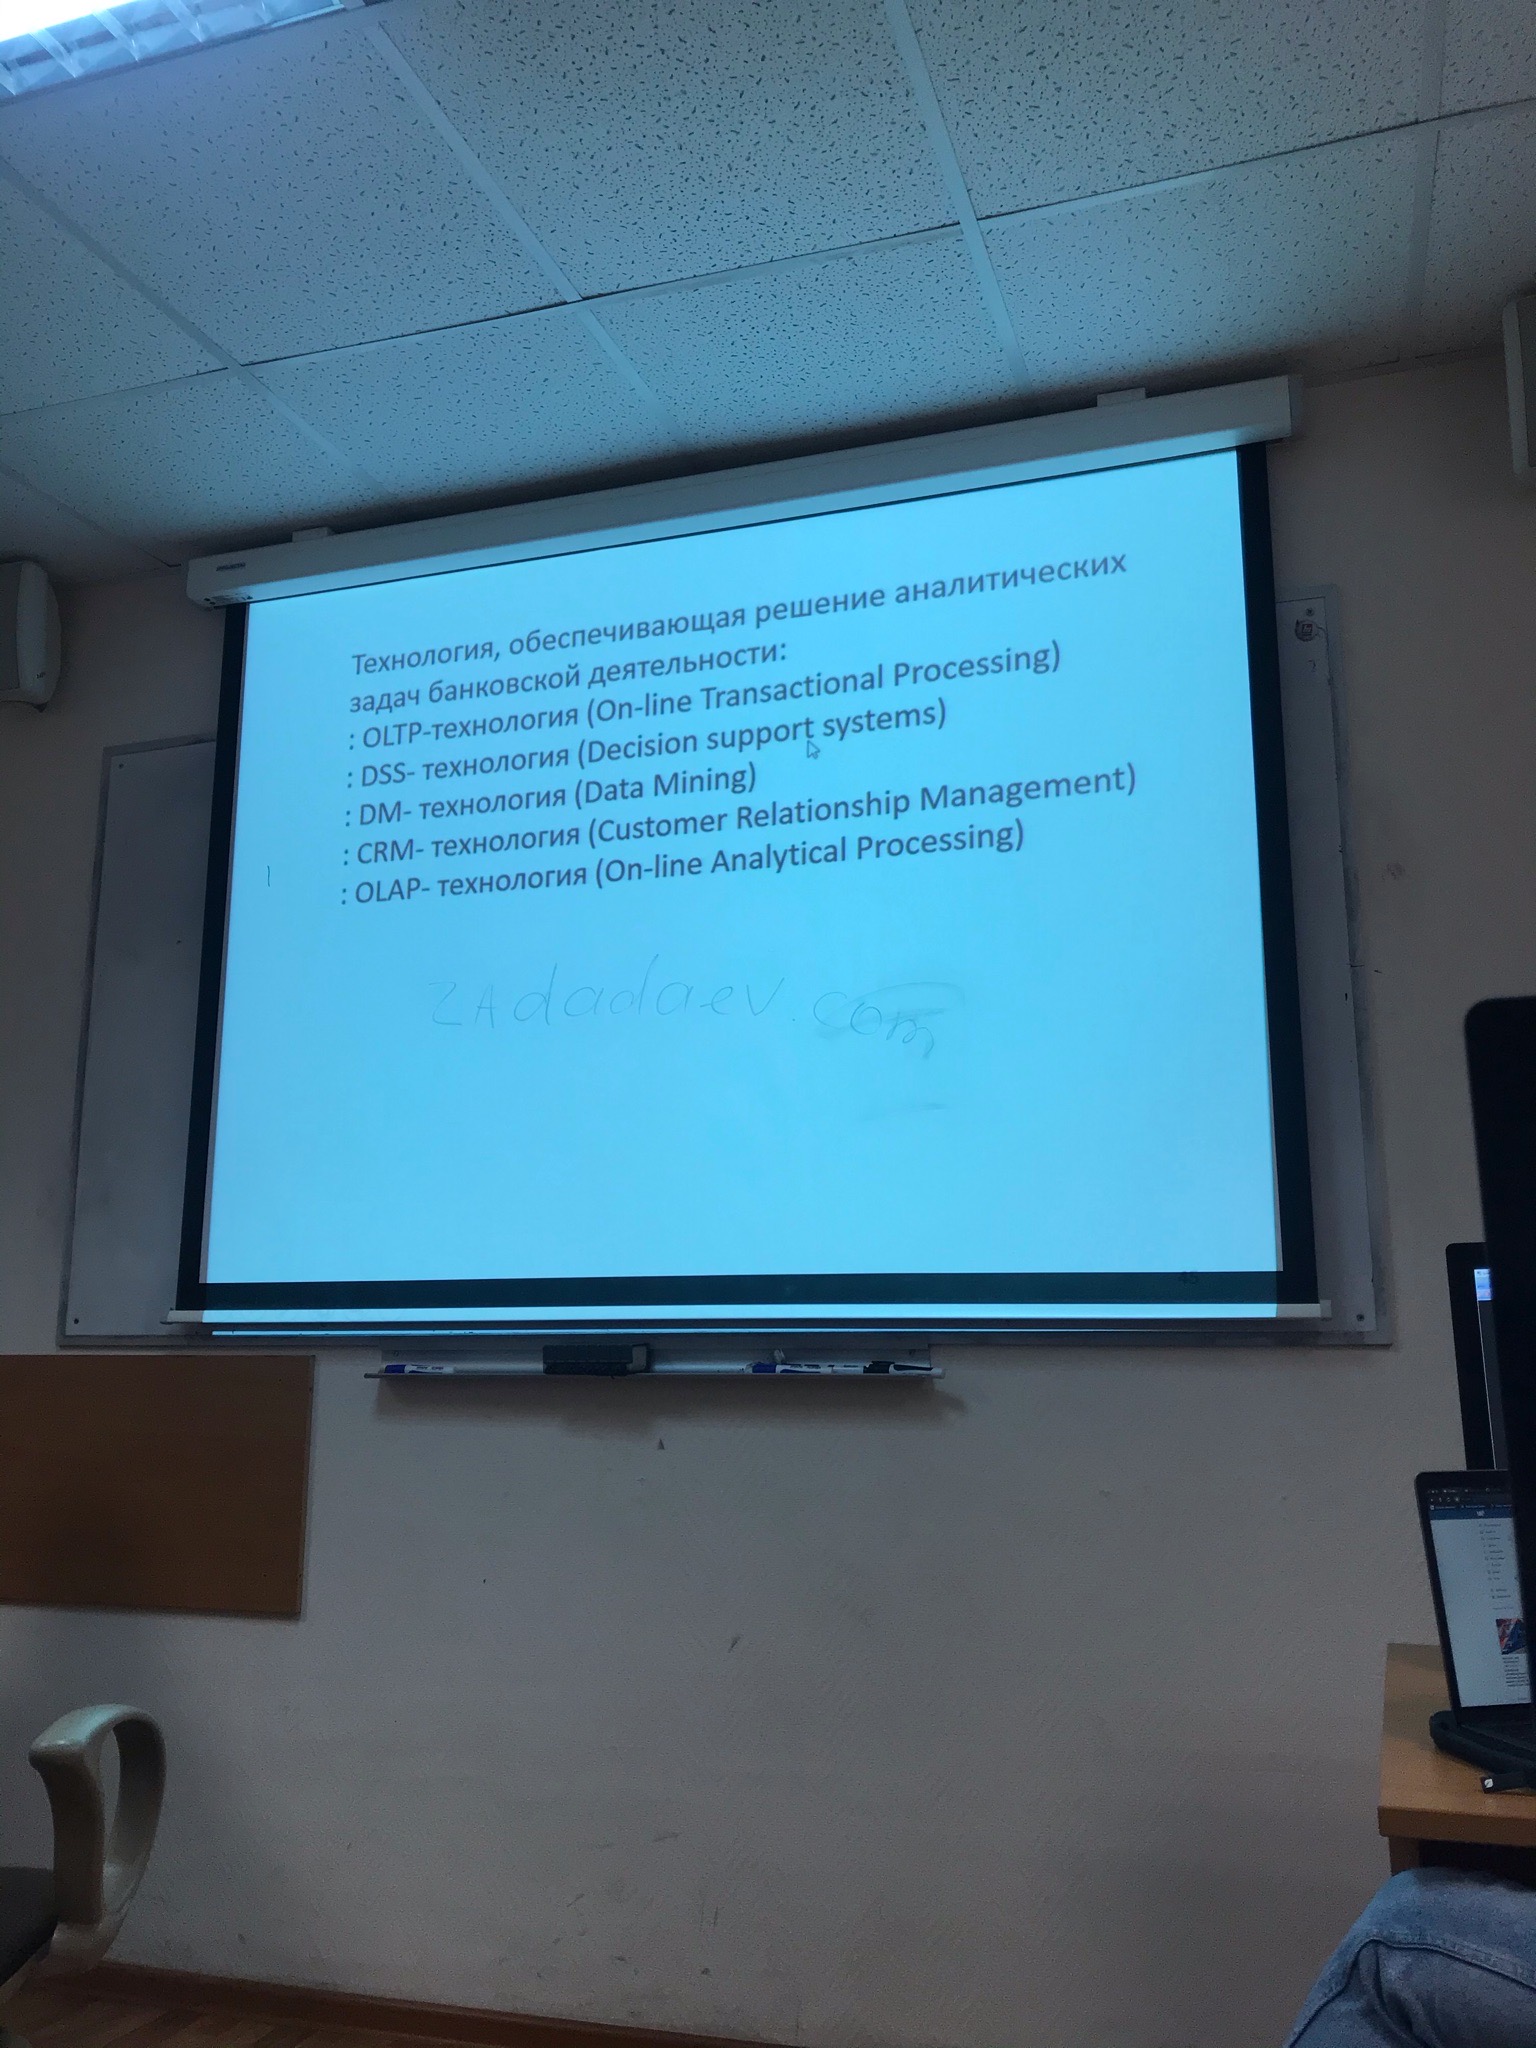 Технология, обеспечивающая решение аналитических
задач банковской деятельности:
: OLTP-технология (On-line Transactional Processing)
: DSS- технология (Decision support systems)
: DM- технология (Data Mining)
: CRM- технология (Customer Relationship Management)
: OLAP- технология (On-line Analytical Processing)
ZAdadaev.com
45